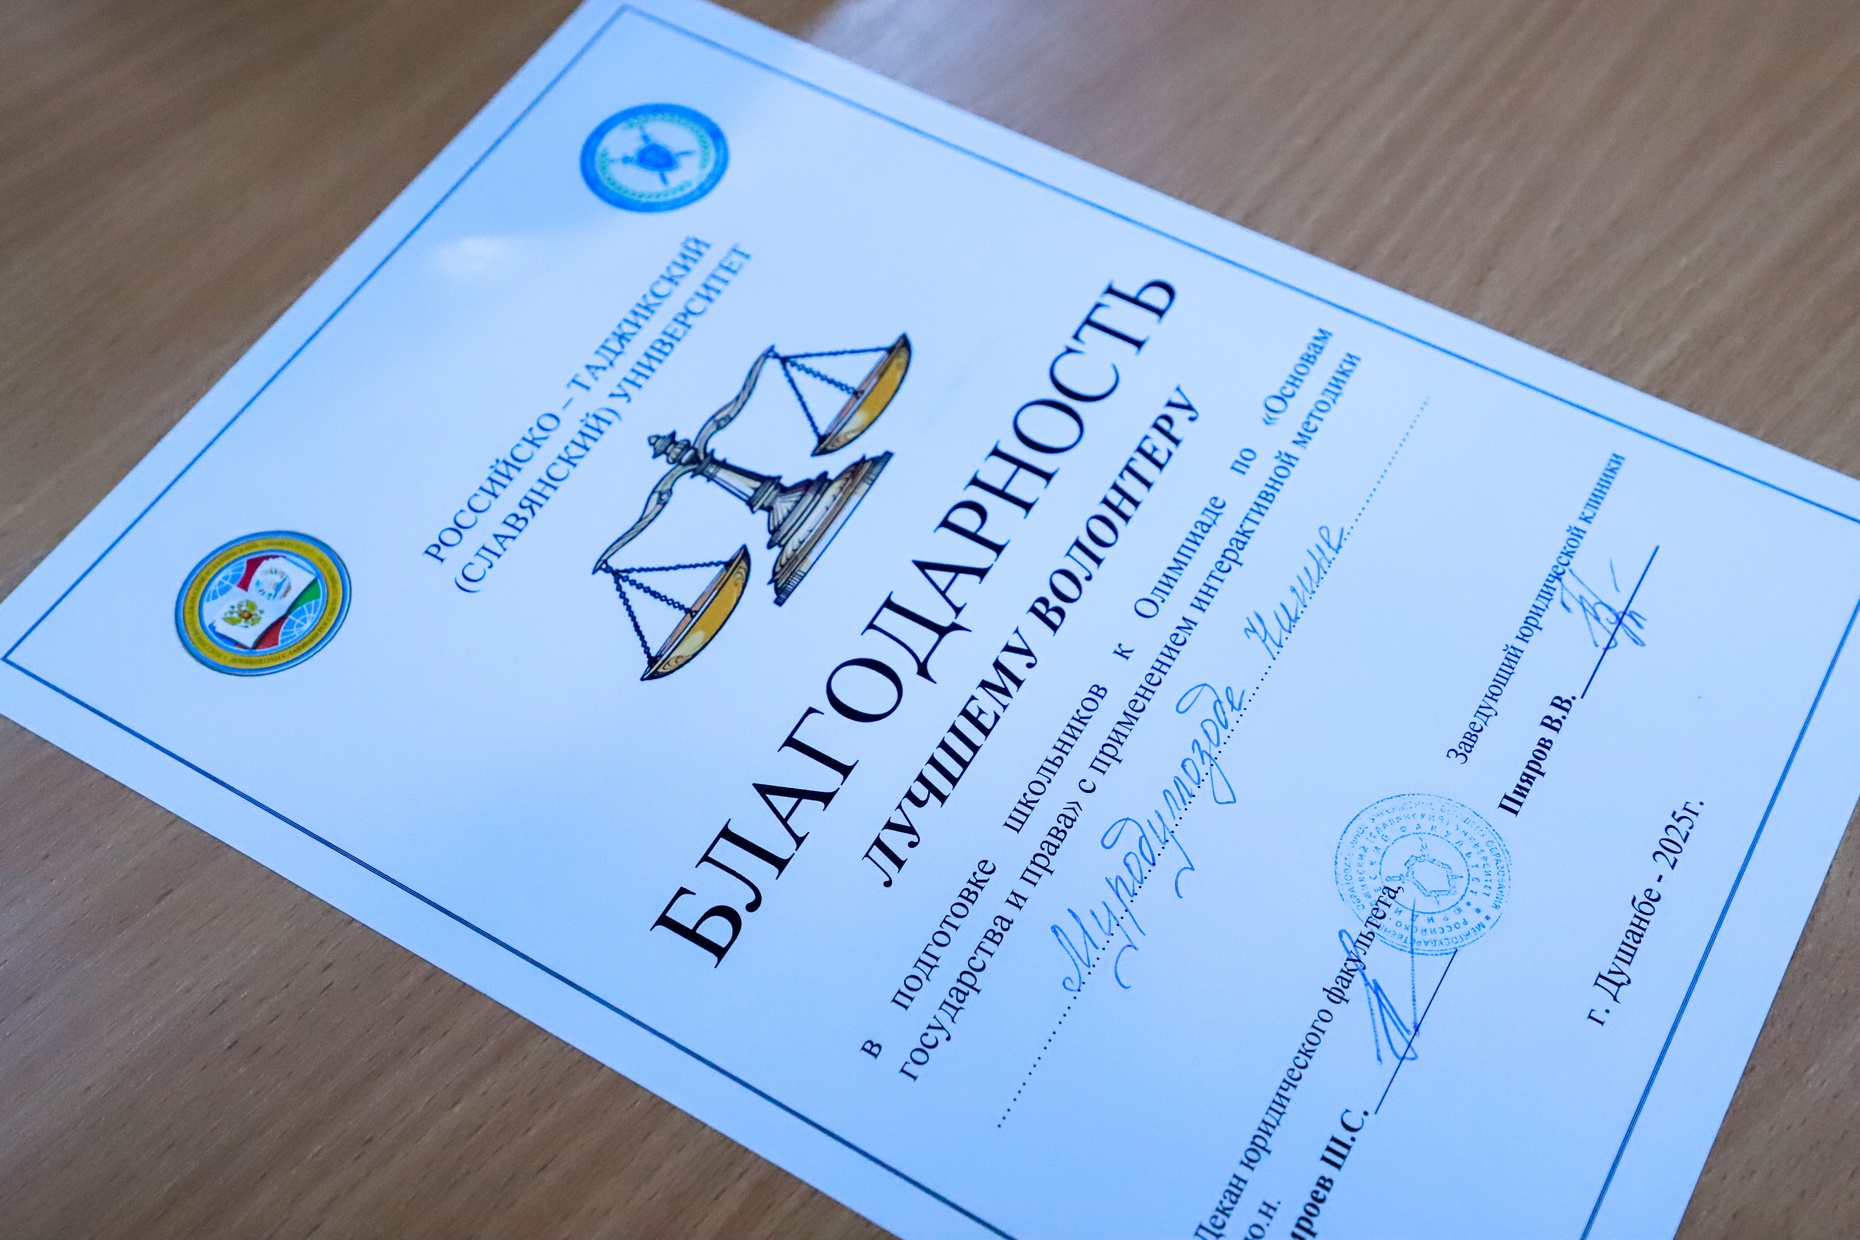 РОССИЙСКО – ТАДЖИКСКИЙ
(СЛАВЯНСКИЙ) УНИВЕРСИТЕТ
БЛАГОДАРНОСТЬ
ЛУЧШЕМУ ВОЛОНТЕРУ
в подготовке школьников к Олимпиаде по «Основам
государства и права» с применением интерактивной методики
Муродумозоде
Декан юридического факультета,
ю.н.
Заведующий юридической клиники
Пияров В.В.
г. Душанбе - 2025г.